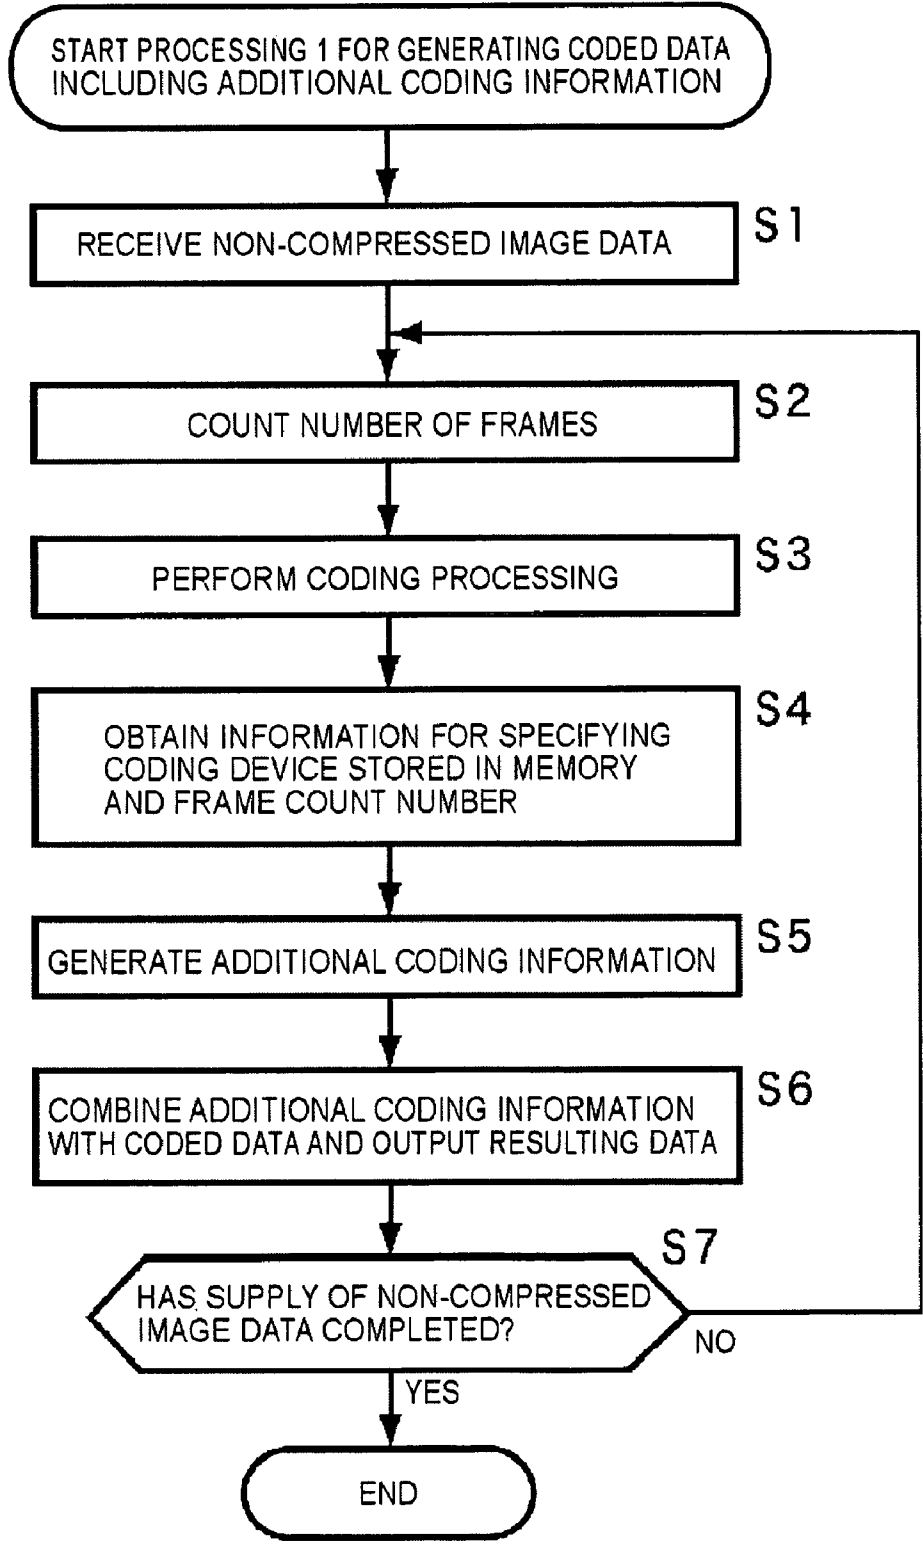 START PROCESSING 1 FOR GENERATING CODED DATA
INCLUDING ADDITIONAL CODING INFORMATION
S1
RECEIVE NON-COMPRESSED IMAGE DATA
S2
COUNT NUMBER OF FRAMES
S3
PERFORM CODING PROCESSING
S4
OBTAIN INFORMATION FOR SPECIFYING
CODING DEVICE STORED IN MEMORY
AND FRAME COUNT NUMBER
S5
GENERATE ADDITIONAL CODING INFORMATION
S6
COMBINE ADDITIONAL CODING INFORMATION
WITH CODED DATA AND OUTPUT RESULTING DATA
S7
HAS SUPPLY OF NON-COMPRESSED
IMAGE DATA COMPLETED?
NO
YES
END